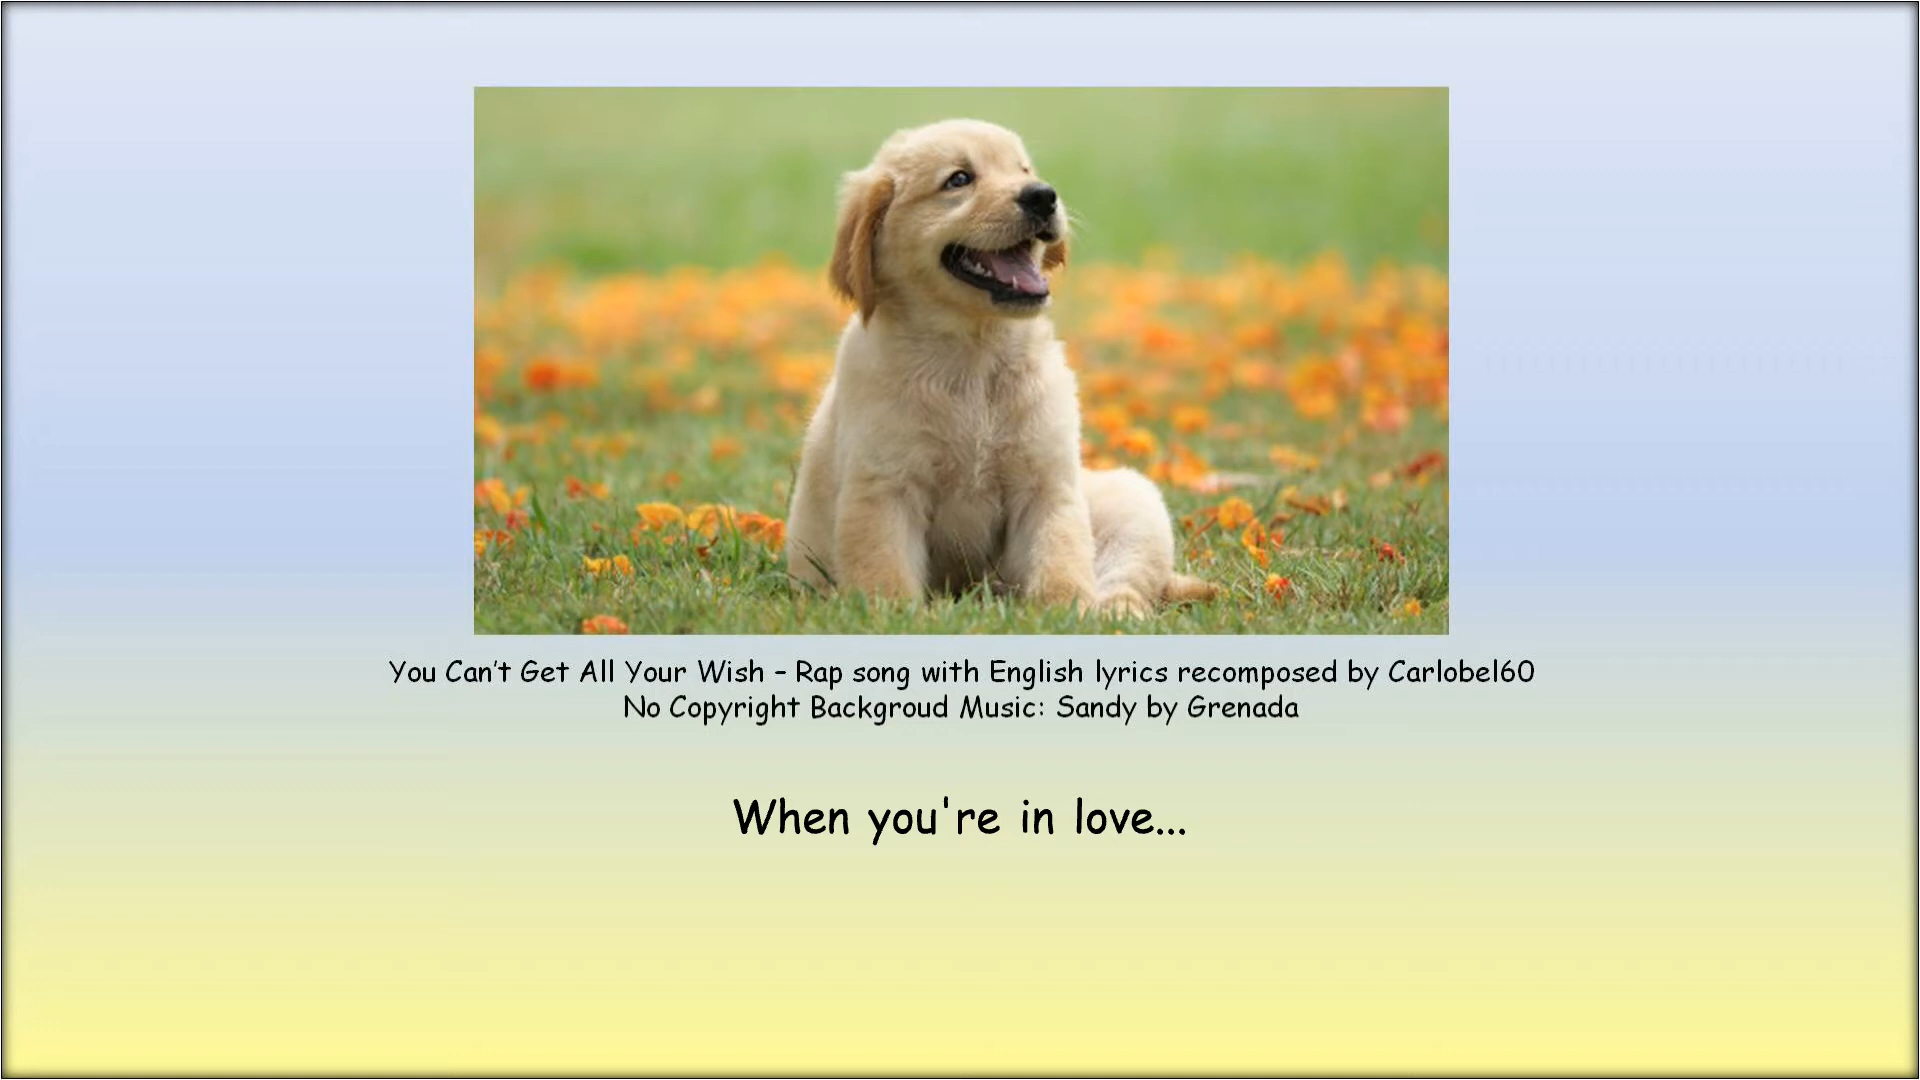 You Can't Get All Your Wish – Rap song with English lyrics recomposed by Carlobel60
No Copyright Backgroud Music: Sandy by Grenada
When you're in love...